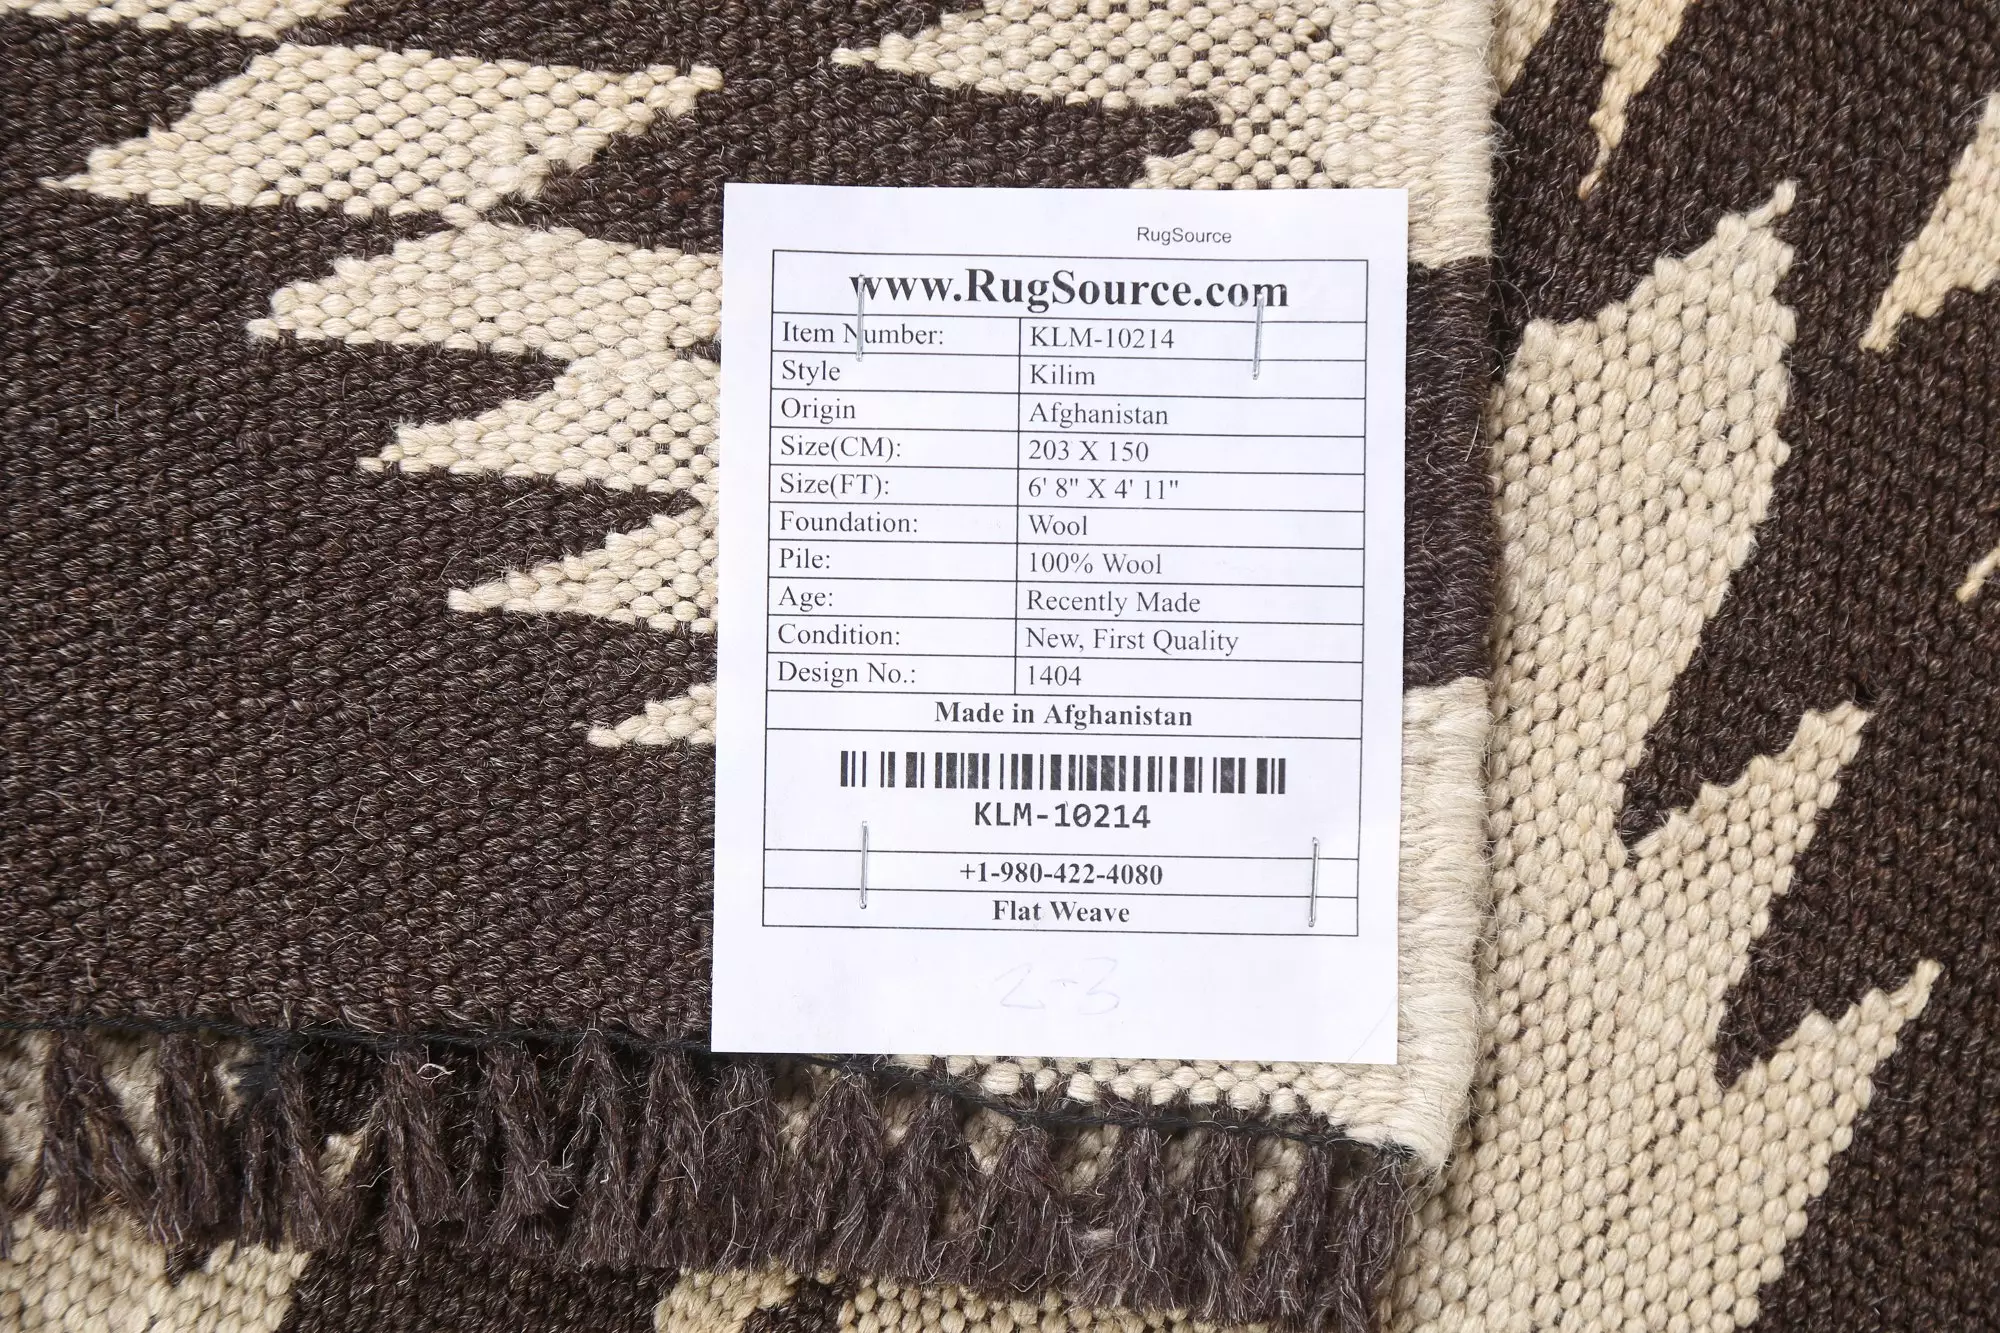 RugSource
www.RugSource.com
Item Number: KLM-10214
Style Kilim
Origin Afghanistan
Size(CM): 203 X 150
Size(FT): 6' 8" X 4' 11"
Foundation: Wool
Pile: 100% Wool
Age: Recently Made
Condition: New, First Quality
Design No.: 1404
Made in Afghanistan
KLM-10214
+1-980-422-4080
Flat Weave
2-3